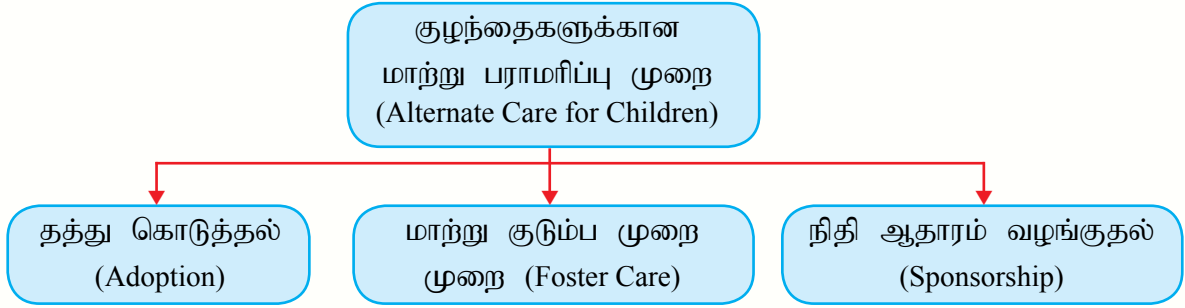 குழந்தைகளுக்கான
மாற்று பராமரிப்பு முறை
(Alternate Care for Children)
தத்து கொடுத்தல்
(Adoption)
மாற்று குடும்ப முறை
முறை (Foster Care)
நிதி ஆதாரம் வழங்குதல்
(Sponsorship)